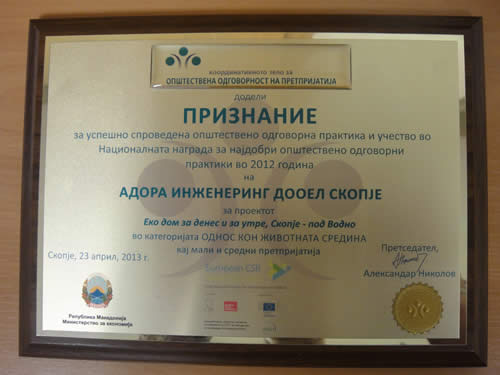 координативното тело за
ОПШТЕСТВЕНА ОДГОВОРНОСТ НА ПРЕТПРИЈАТИЈА
додели
ПРИЗНАНИЕ
за успешно спроведена општествено одговорна практика и учество во
Националната награда за најдобри општествено одговорни
практики во 2012 година
на
АДОРА ИНЖЕНЕРИНГ ДООЕЛ СКОПЈЕ
за проектот
Еко дом за денес и за утре, Скопје - под Водно
во категоријата ОДНОС КОН ЖИВОТНАТА СРЕДИНА
кај мали и средни претпријатија
Скопје, 23 април, 2013 г.
Претседател,
Александар Николов
European CSR
Република Македонија
Министерство за економија